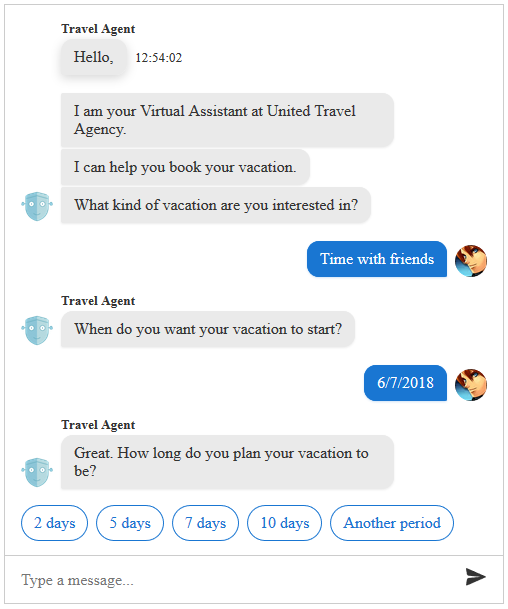 Travel Agent
Hello, 12:54:02
I am your Virtual Assistant at United Travel
Agency.
I can help you book your vacation.
What kind of vacation are you interested in?
Time with friends
Travel Agent
When do you want your vacation to start?
6/7/2018
Travel Agent
Great. How long do you plan your vacation to
be?
2 days 5 days 7 days 10 days Another period
Type a message...